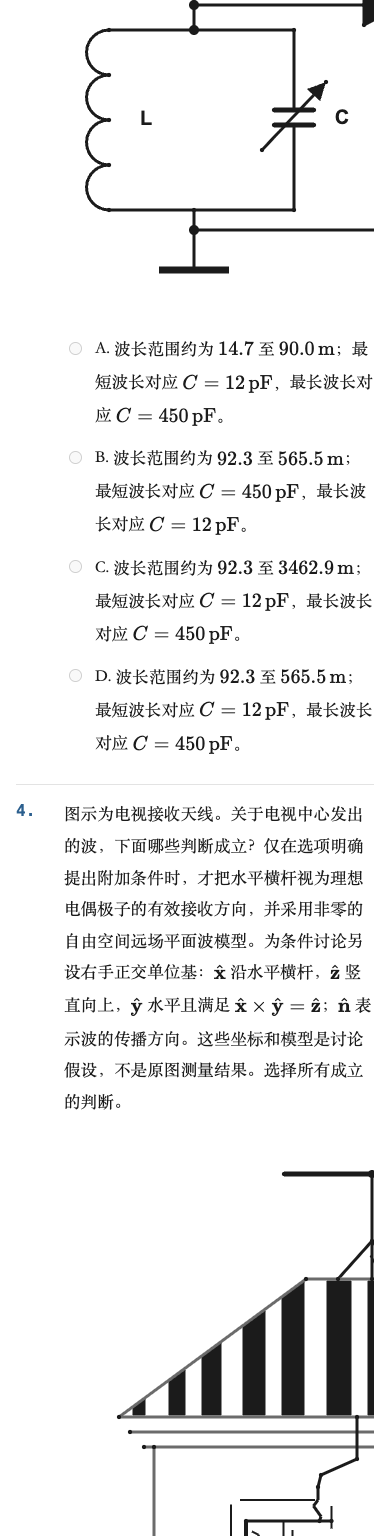 L
C
A. 波长范围约为 14.7 至 90.0 m；最
短波长对应 C = 12 pF，最长波长对
应 C = 450 pF。
B. 波长范围约为 92.3 至 565.5 m；
最短波长对应 C = 450 pF，最长波
长对应 C = 12 pF。
C. 波长范围约为 92.3 至 3462.9 m；
最短波长对应 C = 12 pF，最长波长
对应 C = 450 pF。
D. 波长范围约为 92.3 至 565.5 m；
最短波长对应 C = 12 pF，最长波长
对应 C = 450 pF。
4. 图示为电视接收天线。关于电视中心发出
的波，下面哪些判断成立？仅在选项明确
提出附加条件时，才把水平横杆视为理想
电偶极子的有效接收方向，并采用非零的
自由空间远场平面波模型。为条件讨论另
设右手正交单位基：x̂ 沿水平横杆，ẑ 竖
直向上，ŷ 水平且满足 x̂ × ŷ = ẑ；n̂ 表
示波的传播方向。这些坐标和模型是讨论
假设，不是原图测量结果。选择所有成立
的判断。